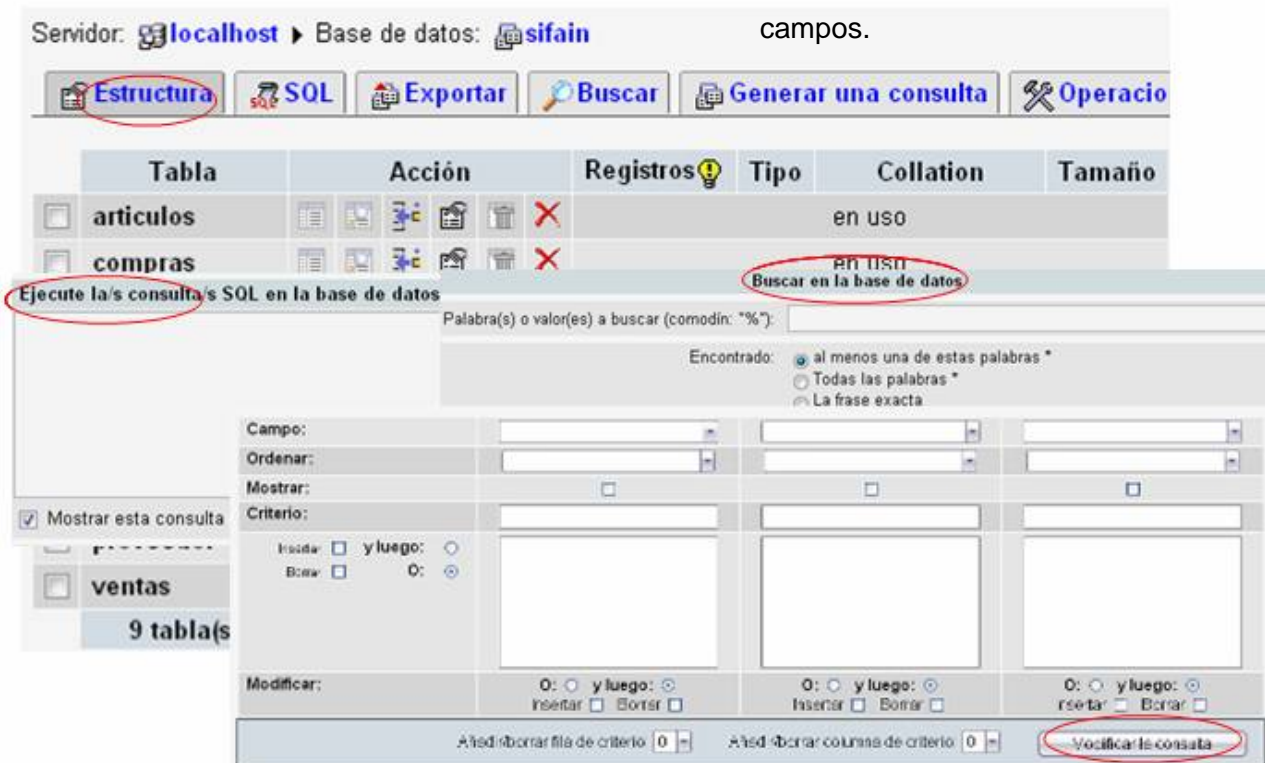 campos.
Servidor: localhost ▸ Base de datos: sifain
Estructura SQL Exportar Buscar Generar una consulta Operacio
Tabla Acción Registros Tipo Collation Tamaño
articulos en uso
compras en uso
Ejecute la/s consulta/s SQL en la base de datos
Buscar en la base de datos
Palabra(s) o valor(es) a buscar (comodín: "%"):
Encontrado: al menos una de estas palabras *
Todas las palabras *
La frase exacta
Campo:
Ordenar:
Mostrar:
Mostrar esta consulta
Criterio:
Insertar y luego:
Borrar O:
ventas
9 tabla(s
Modificar: O: y luego: O: y luego: O: y luego:
Insertar Borrar Insertar Borrar Insertar Borrar
Añadir/borrar fila de criterio 0 Añadir/borrar columna de criterio 0 Modificar la consulta